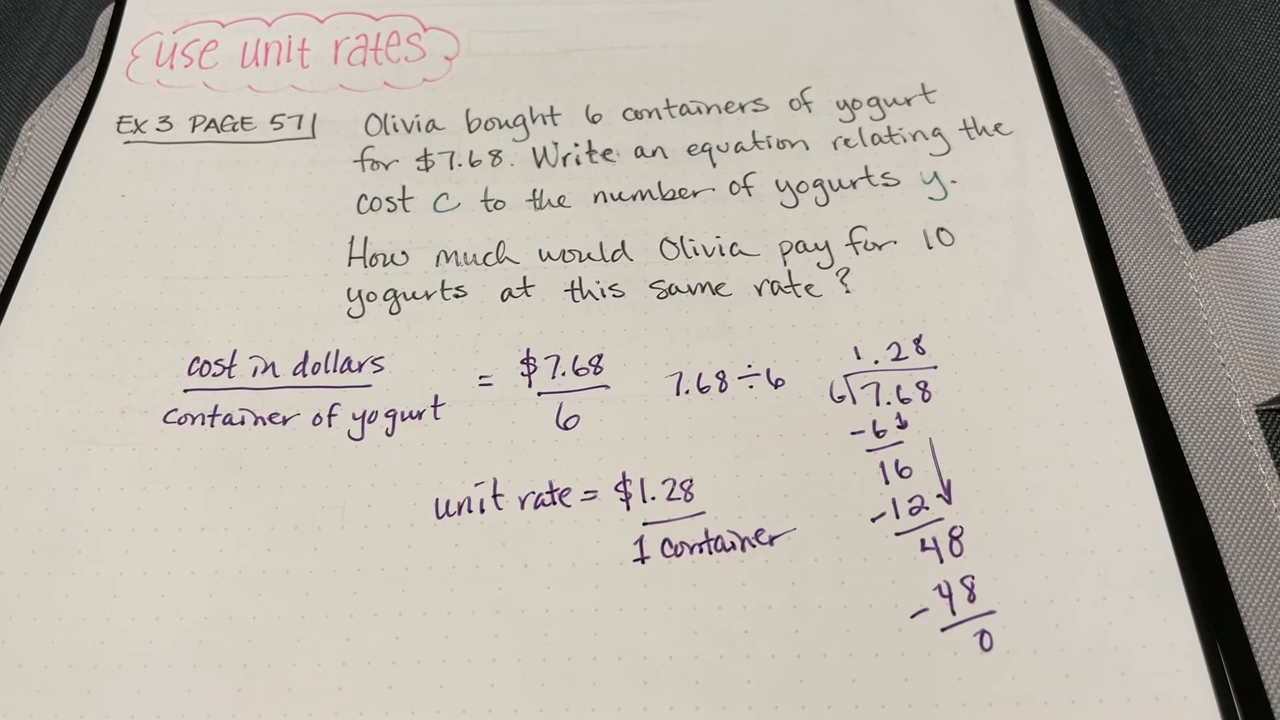 use unit rates
EX 3 PAGE 571
Olivia bought 6 containers of yogurt
for $7.68. Write an equation relating the
cost c to the number of yogurts y.
How much would Olivia pay for 10
yogurts at this same rate?
cost in dollars
container of yogurt
= $7.68
6
7.68 ÷ 6
1.28
6)7.68
-6
16
-12
48
-48
0
unit rate = $1.28
1 container